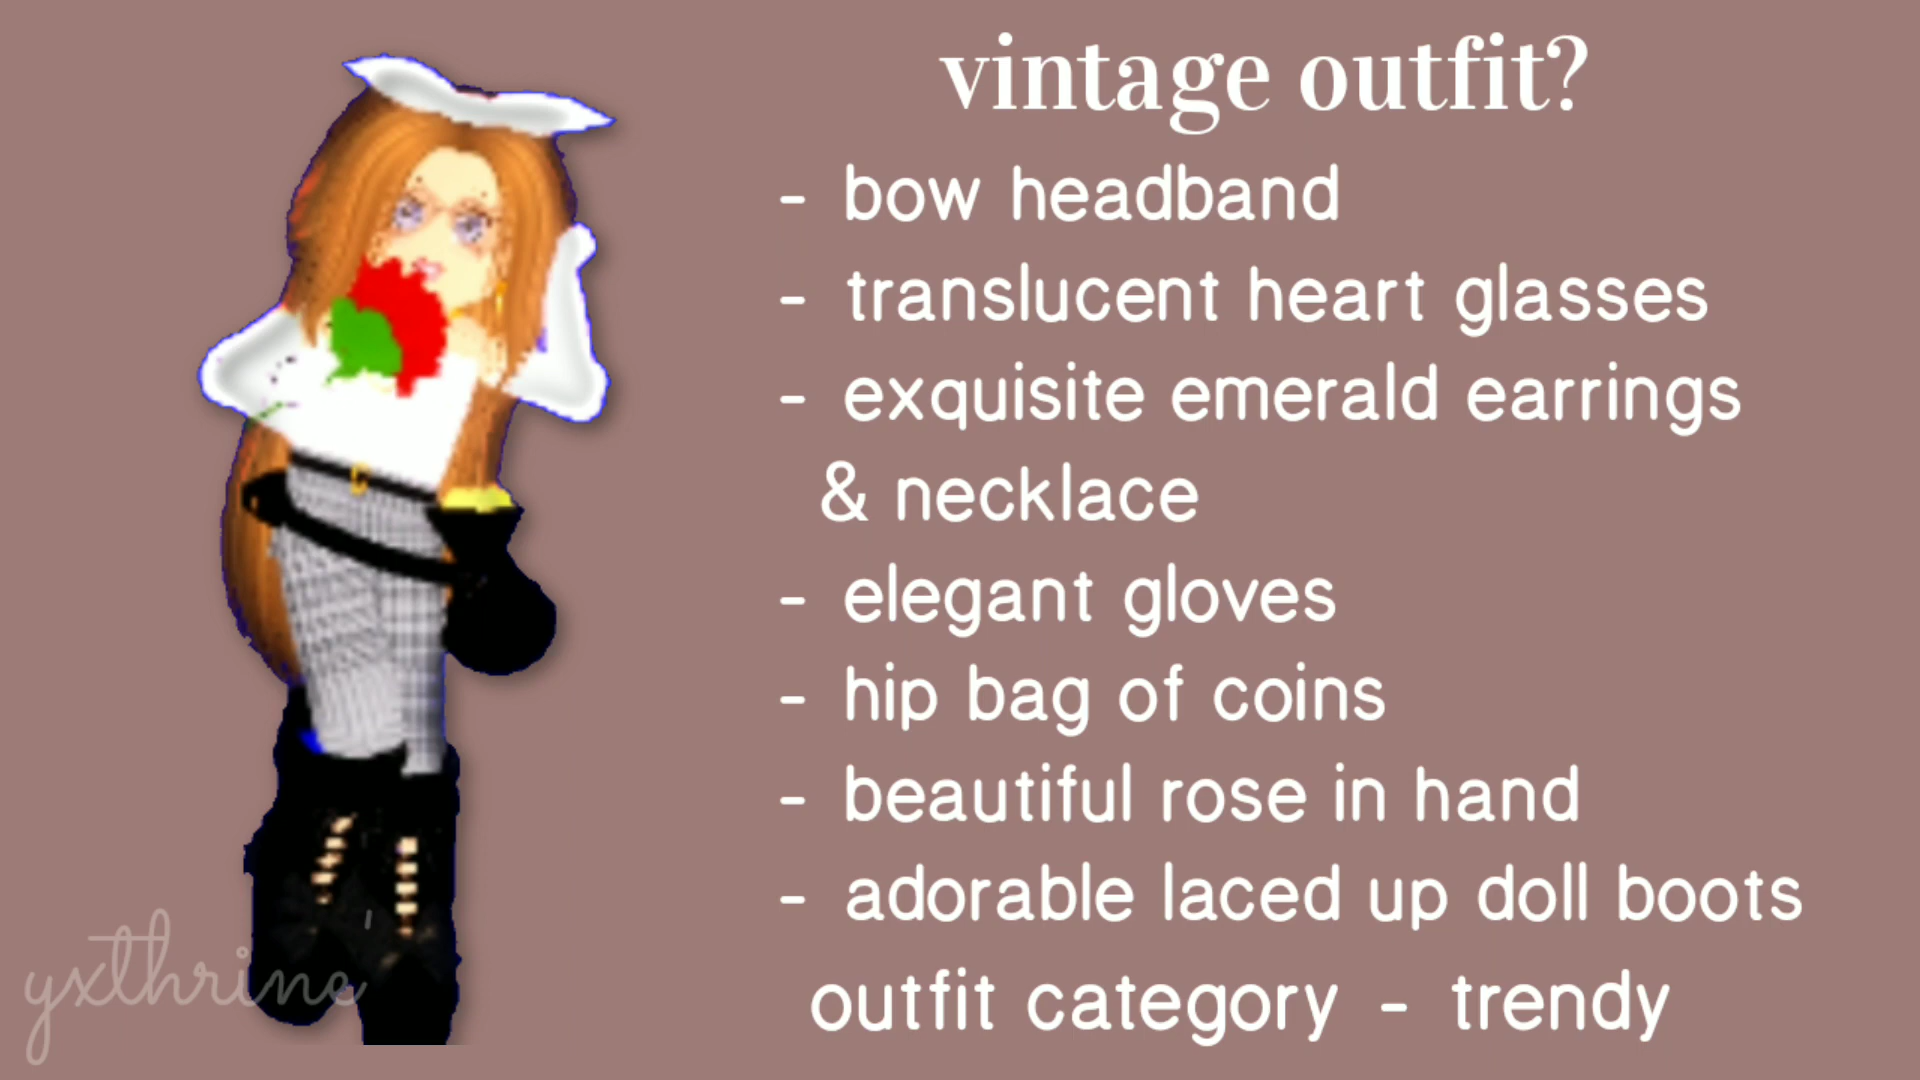 vintage outfit?
- bow headband
- translucent heart glasses
- exquisite emerald earrings
& necklace
- elegant gloves
- hip bag of coins
- beautiful rose in hand
- adorable laced up doll boots
outfit category - trendy
yxthrine